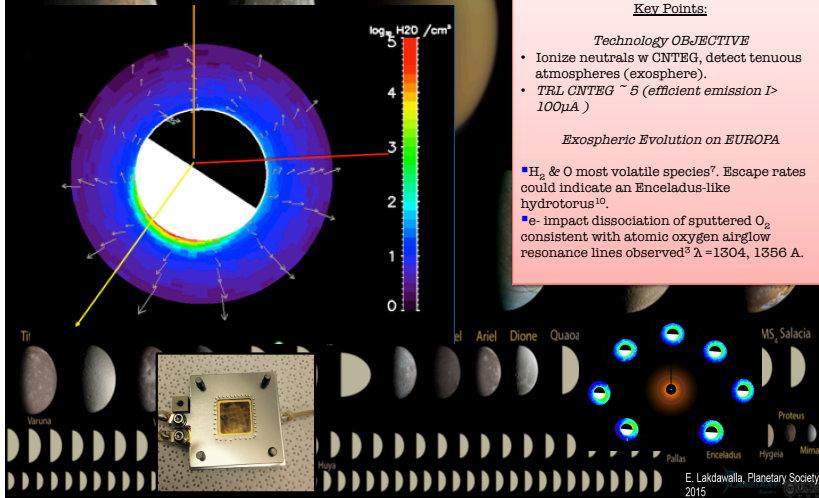 log₁₀ H2O /cm³
5
4
3
2
1
0
Key Points:
Technology OBJECTIVE
• Ionize neutrals w CNTEG, detect tenuous
atmospheres (exosphere).
• TRL CNTEG ~ 5 (efficient emission I>
100µA )
Exospheric Evolution on EUROPA
▪H₂ & O most volatile species⁷. Escape rates
could indicate an Enceladus-like
hydrotorus¹⁰.
▪e- impact dissociation of sputtered O₂
consistent with atomic oxygen airglow
resonance lines observed³ λ =1304, 1356 A.
Ariel Dione
Salacia
Varuna
Proteus
Huya
Pallas Enceladus Hygeia Mima
E. Lakdawalla, Planetary Society
2015